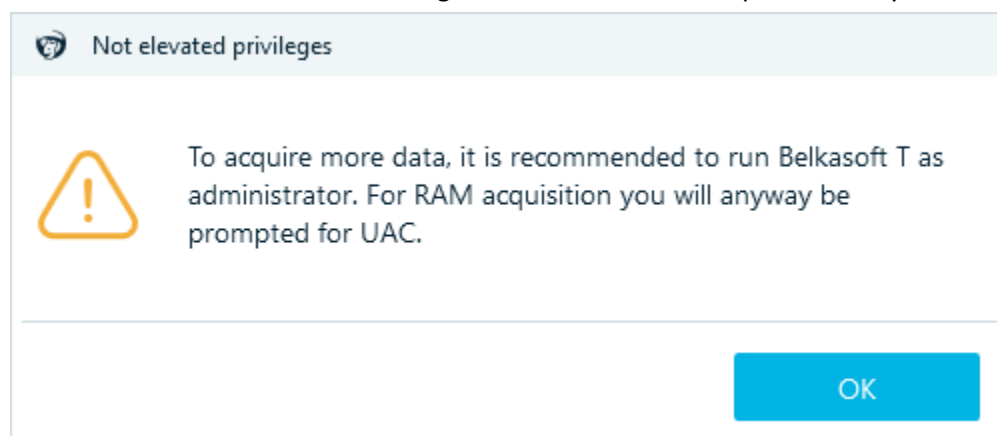 Not elevated privileges
To acquire more data, it is recommended to run Belkasoft T as
administrator. For RAM acquisition you will anyway be
prompted for UAC.
OK